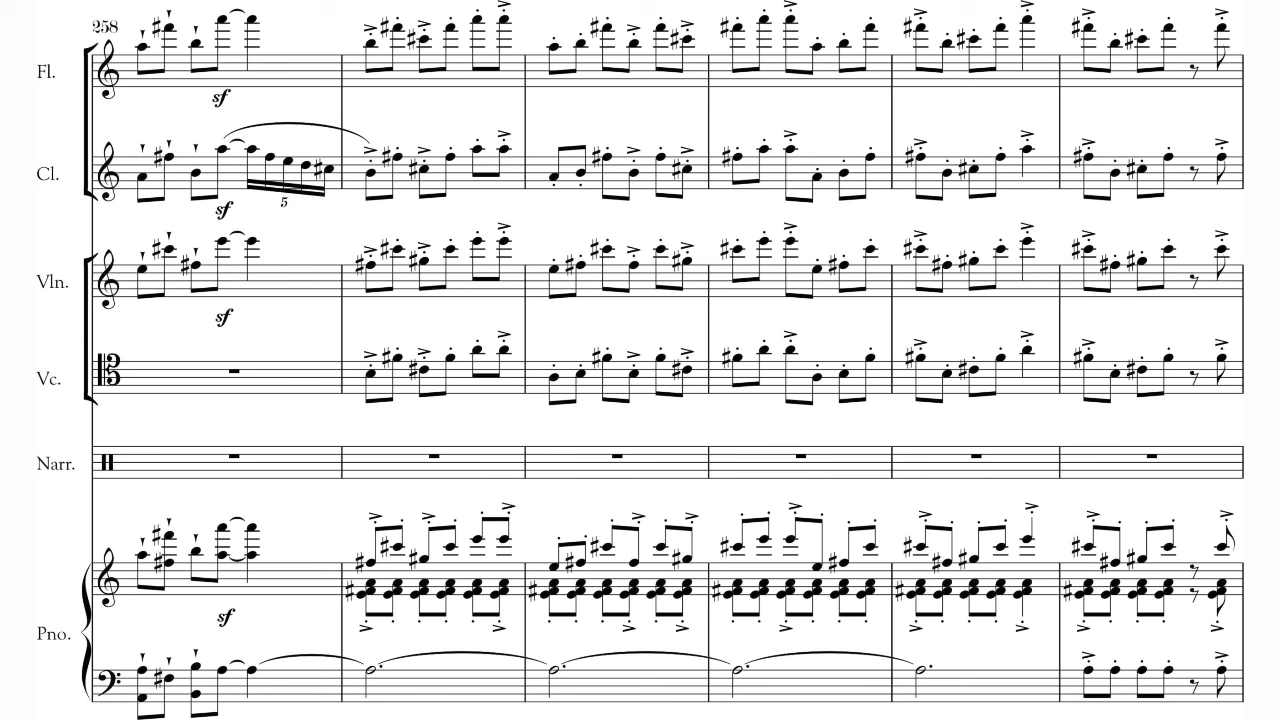 258
Fl.
sf
Cl.
5
sf
Vln.
sf
Vc.
Narr.
sf
Pno.